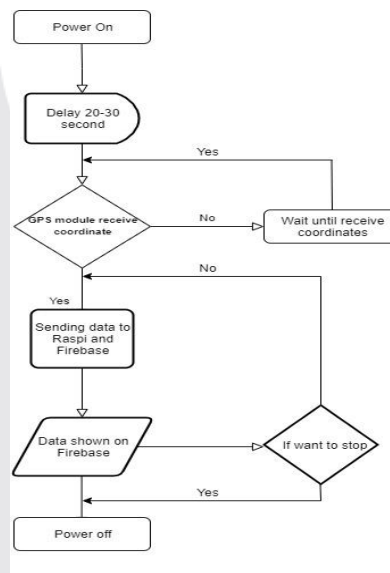 Power On
Delay 20-30
second
Yes
GPS module receive
coordinate
No
Wait until receive
coordinates
No
Yes
Sending data to
Raspi and
Firebase
Data shown on
Firebase
If want to stop
Yes
Power off